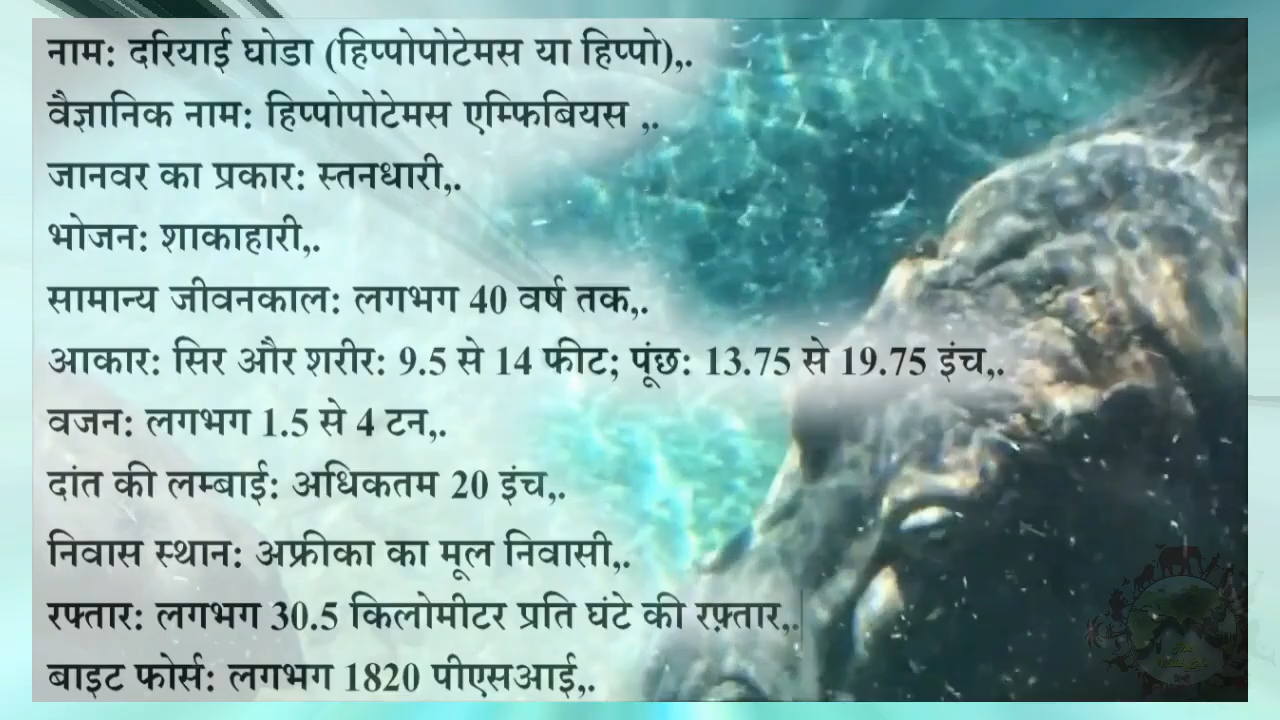 नाम: दरियाई घोडा (हिप्पोपोटेमस या हिप्पो),.
वैज्ञानिक नाम: हिप्पोपोटेमस एम्फिबियस ,.
जानवर का प्रकार: स्तनधारी,.
भोजन: शाकाहारी,.
सामान्य जीवनकाल: लगभग 40 वर्ष तक,.
आकार: सिर और शरीर: 9.5 से 14 फीट; पूंछ: 13.75 से 19.75 इंच,.
वजन: लगभग 1.5 से 4 टन,.
दांत की लम्बाई: अधिकतम 20 इंच,.
निवास स्थान: अफ्रीका का मूल निवासी,.
रफ्तार: लगभग 30.5 किलोमीटर प्रति घंटे की रफ़्तार,.
बाइट फोर्स: लगभग 1820 पीएसआई,.